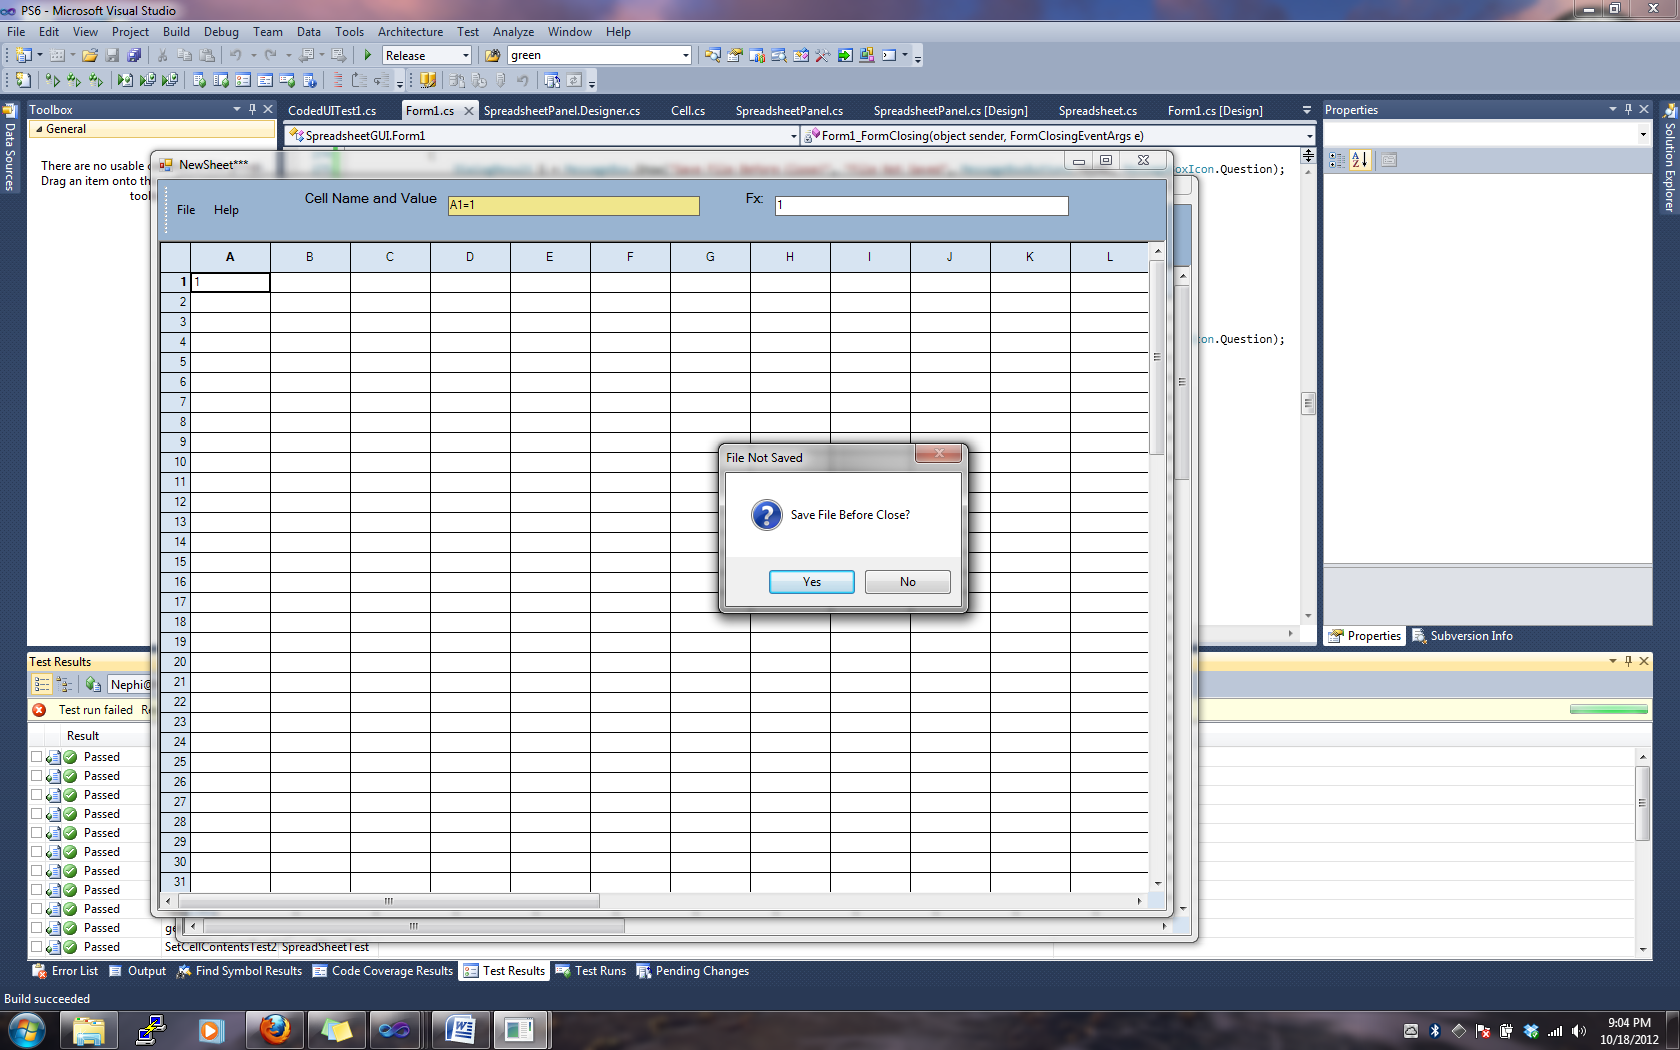 PS6 - Microsoft Visual Studio
File Edit View Project Build Debug Team Data Tools Architecture Test Analyze Window Help
Release green
Toolbox
CodedUITest1.cs Form1.cs SpreadsheetPanel.Designer.cs Cell.cs SpreadsheetPanel.cs SpreadsheetPanel.cs [Design] Spreadsheet.cs Form1.cs [Design]
Properties
Data Sources
Solution Explorer
General
SpreadsheetGUI.Form1 Form1_FormClosing(object sender, FormClosingEventArgs e)
There are no usable
Drag an item onto th
tool
oxIcon.Question);
con.Question);
NewSheet***
File Help Cell Name and Value A1=1 Fx: 1
A B C D E F G H I J K L
1 1
2
3
4
5
6
7
8
9
10
11
12
13
14
15
16
17
18
19
20
21
22
23
24
25
26
27
28
29
30
31
File Not Saved
Save File Before Close?
Yes No
Properties Subversion Info
Test Results
Nephi@
Test run failed
Result
Passed
Passed
Passed
Passed
Passed
Passed
Passed
Passed
Passed
Passed ge
Passed SetCellContentsTest2 SpreadSheetTest
Error List Output Find Symbol Results Code Coverage Results Test Results Test Runs Pending Changes
Build succeeded
9:04 PM
10/18/2012